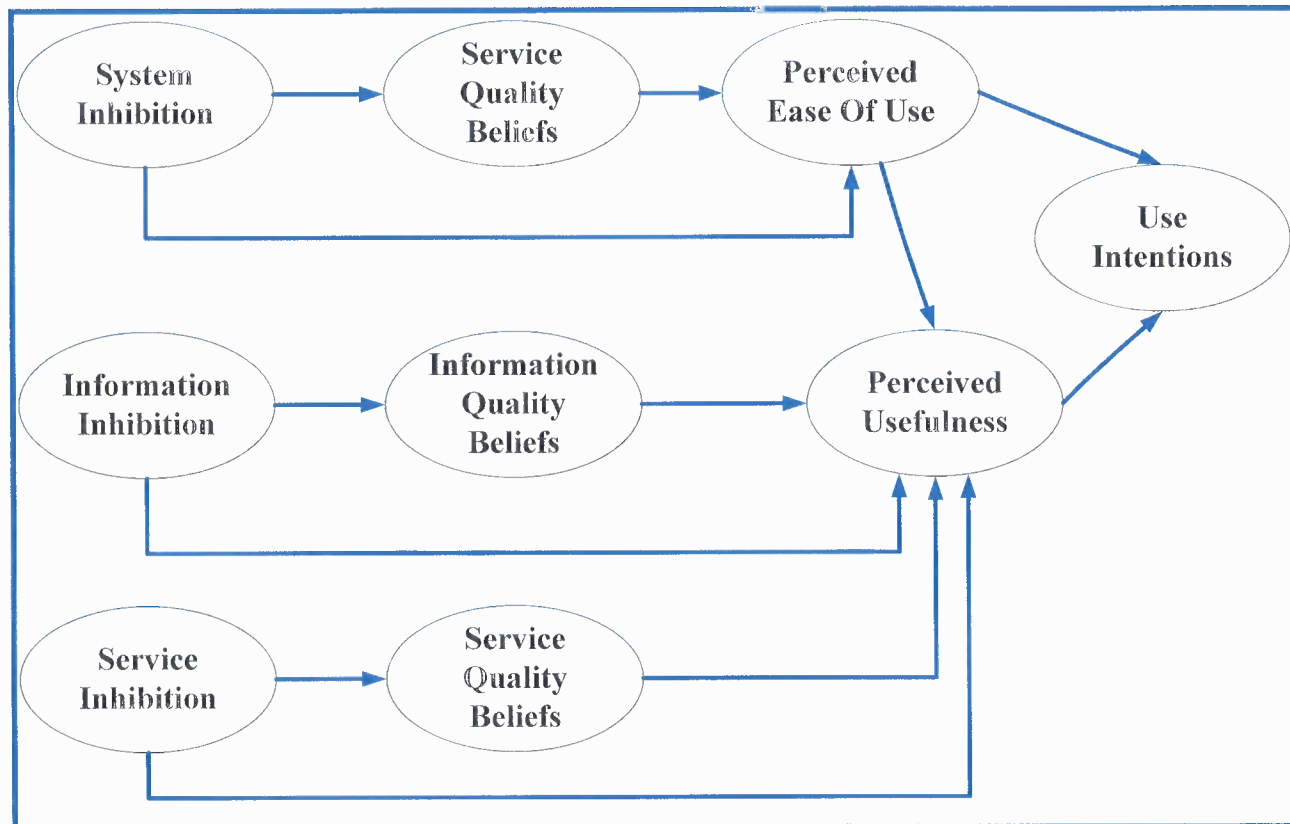 System
Inhibition
Service
Quality
Beliefs
Perceived
Ease Of Use
Use
Intentions
Information
Inhibition
Information
Quality
Beliefs
Perceived
Usefulness
Service
Inhibition
Service
Quality
Beliefs